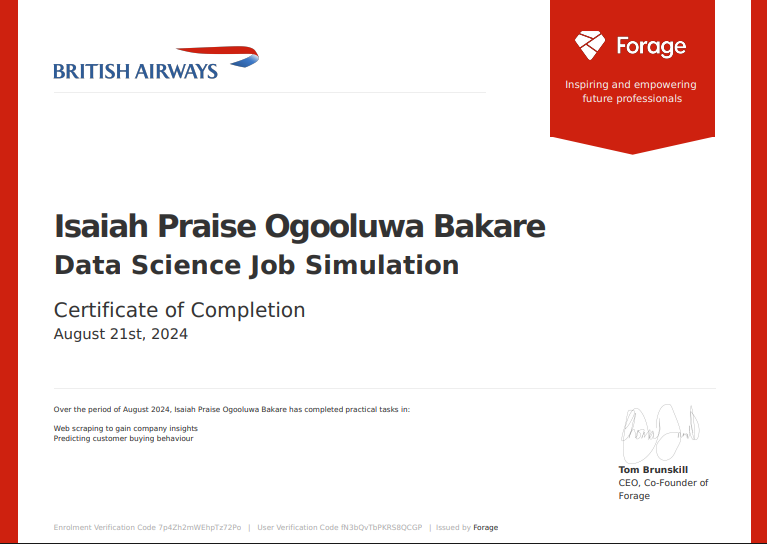 BRITISH AIRWAYS
Forage
Inspiring and empowering
future professionals
Isaiah Praise Ogooluwa Bakare
Data Science Job Simulation
Certificate of Completion
August 21st, 2024
Over the period of August 2024, Isaiah Praise Ogooluwa Bakare has completed practical tasks in:
Web scraping to gain company insights
Predicting customer buying behaviour
Tom Brunskill
CEO, Co-Founder of
Forage
Enrolment Verification Code 7p4Zh2mWEhpTz72Po | User Verification Code fN3bQvTbPKRS8QCGP | Issued by Forage